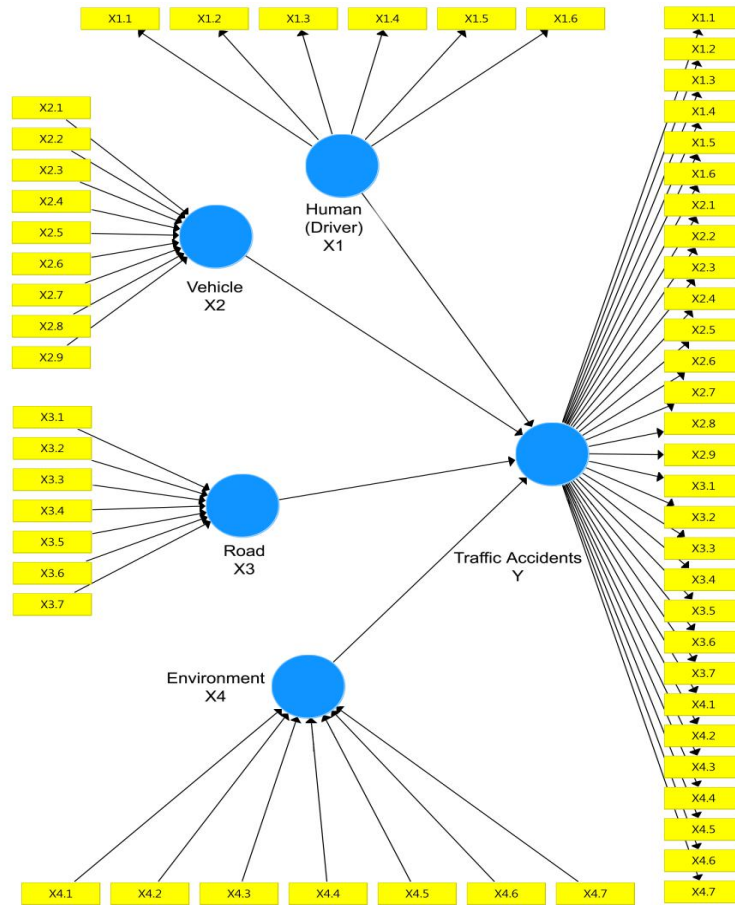 X1.1
X1.2
X1.3
X1.4
X1.5
X1.6
Human
(Driver)
X1
X2.1
X2.2
X2.3
X2.4
X2.5
X2.6
X2.7
X2.8
X2.9
Vehicle
X2
X3.1
X3.2
X3.3
X3.4
X3.5
X3.6
X3.7
Road
X3
Environment
X4
X4.1
X4.2
X4.3
X4.4
X4.5
X4.6
X4.7
Traffic Accidents
Y
X1.1
X1.2
X1.3
X1.4
X1.5
X1.6
X2.1
X2.2
X2.3
X2.4
X2.5
X2.6
X2.7
X2.8
X2.9
X3.1
X3.2
X3.3
X3.4
X3.5
X3.6
X3.7
X4.1
X4.2
X4.3
X4.4
X4.5
X4.6
X4.7